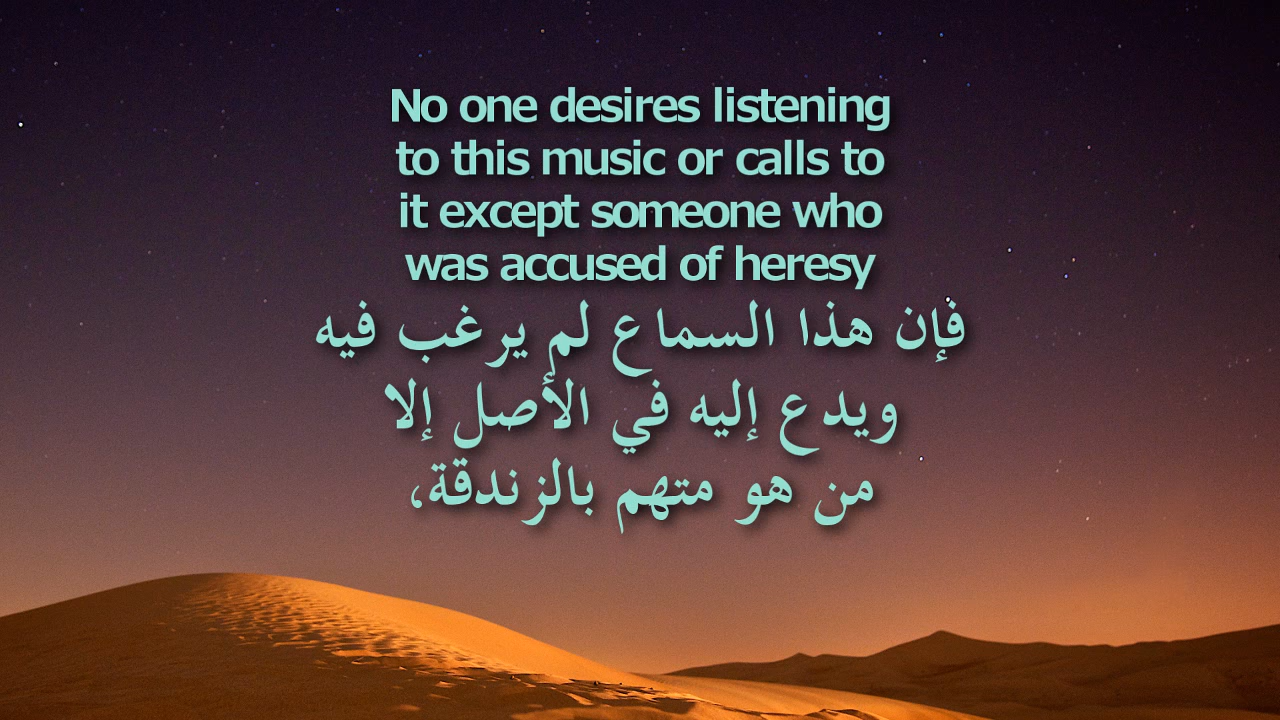 No one desires listening
to this music or calls to
it except someone who
was accused of heresy
فإن هذا السماع لم يرغب فيه
ويدع إليه في الأصل إلا
من هو متهم بالزندقة،